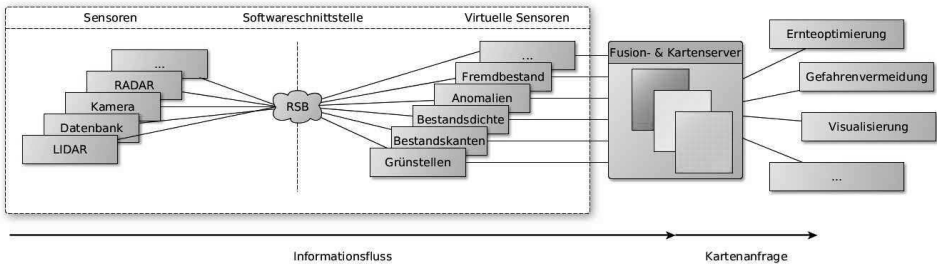 Sensoren
Softwareschnittstelle
Virtuelle Sensoren
...
RADAR
Kamera
Datenbank
LIDAR
RSB
...
Fremdbestand
Anomalien
Bestandsdichte
Bestandskanten
Grünstellen
Fusion- & Kartenserver
Ernteoptimierung
Gefahrenvermeidung
Visualisierung
...
Informationsfluss
Kartenanfrage